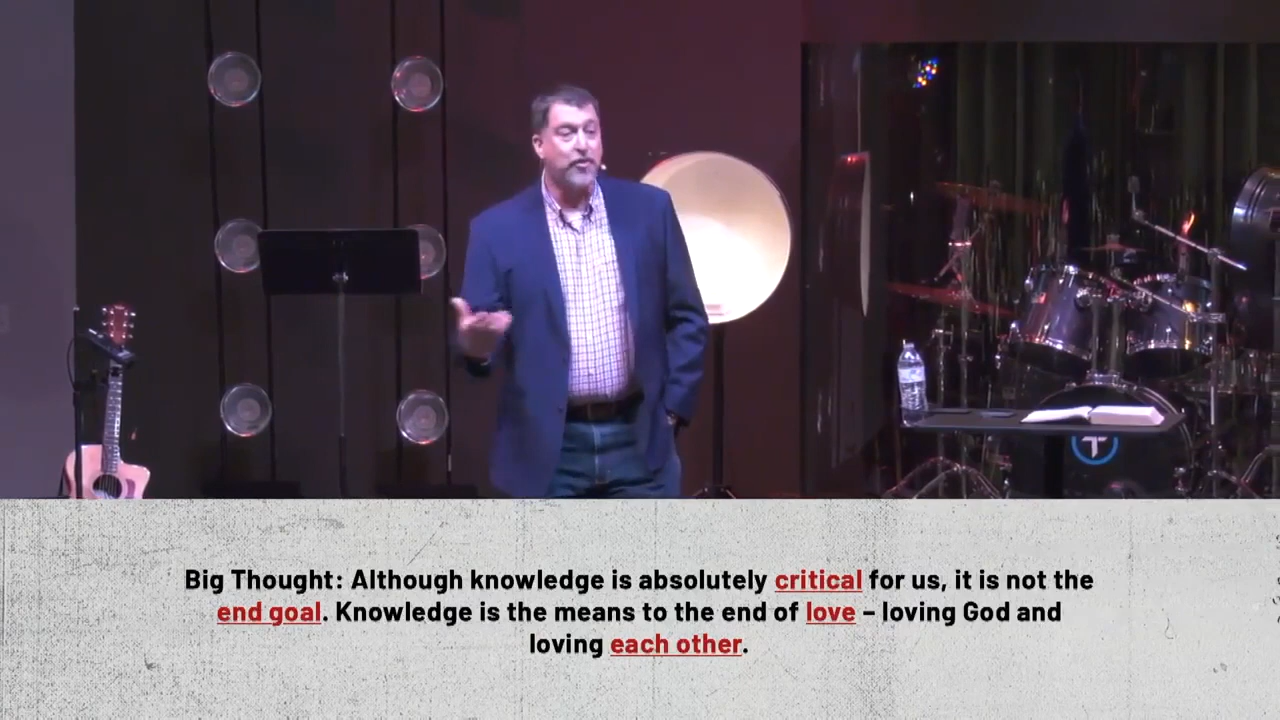 Big Thought: Although knowledge is absolutely critical for us, it is not the
end goal. Knowledge is the means to the end of love – loving God and
loving each other.